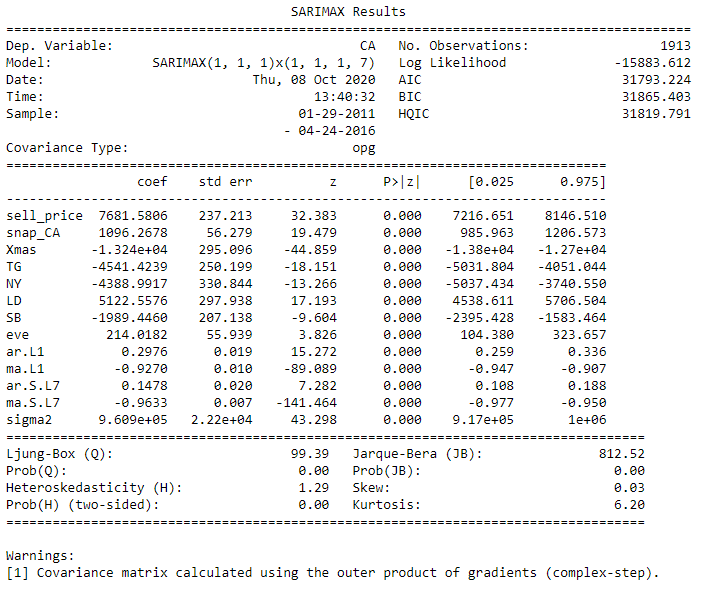 SARIMAX Results
==========================================================================================
Dep. Variable: CA No. Observations: 1913
Model: SARIMAX(1, 1, 1)x(1, 1, 1, 7) Log Likelihood -15883.612
Date: Thu, 08 Oct 2020 AIC 31793.224
Time: 13:40:32 BIC 31865.403
Sample: 01-29-2011 HQIC 31819.791
- 04-24-2016
Covariance Type: opg
==============================================================================
coef std err z P>|z| [0.025 0.975]
------------------------------------------------------------------------------
sell_price 7681.5806 237.213 32.383 0.000 7216.651 8146.510
snap_CA 1096.2678 56.279 19.479 0.000 985.963 1206.573
Xmas -1.324e+04 295.096 -44.859 0.000 -1.38e+04 -1.27e+04
TG -4541.4239 250.199 -18.151 0.000 -5031.804 -4051.044
NY -4388.9917 330.844 -13.266 0.000 -5037.434 -3740.550
LD 5122.5576 297.938 17.193 0.000 4538.611 5706.504
SB -1989.4460 207.138 -9.604 0.000 -2395.428 -1583.464
eve 214.0182 55.939 3.826 0.000 104.380 323.657
ar.L1 0.2976 0.019 15.272 0.000 0.259 0.336
ma.L1 -0.9270 0.010 -89.089 0.000 -0.947 -0.907
ar.S.L7 0.1478 0.020 7.282 0.000 0.108 0.188
ma.S.L7 -0.9633 0.007 -141.464 0.000 -0.977 -0.950
sigma2 9.609e+05 2.22e+04 43.298 0.000 9.17e+05 1e+06
===================================================================================
Ljung-Box (Q): 99.39 Jarque-Bera (JB): 812.52
Prob(Q): 0.00 Prob(JB): 0.00
Heteroskedasticity (H): 1.29 Skew: 0.03
Prob(H) (two-sided): 0.00 Kurtosis: 6.20
===================================================================================
Warnings:
[1] Covariance matrix calculated using the outer product of gradients (complex-step).